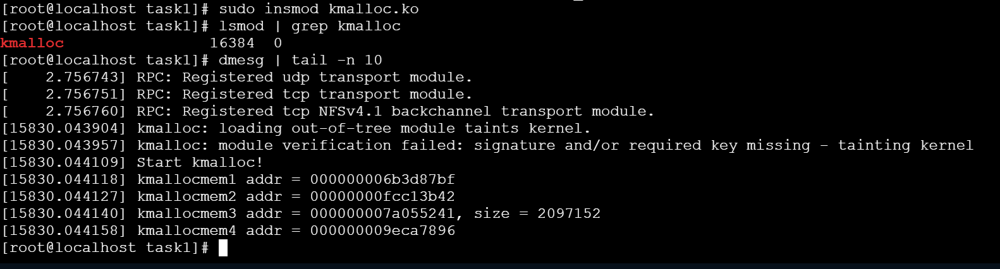 [root@localhost task1]# sudo insmod kmalloc.ko
[root@localhost task1]# lsmod | grep kmalloc
kmalloc                16384  0
[root@localhost task1]# dmesg | tail -n 10
[    2.756743] RPC: Registered udp transport module.
[    2.756751] RPC: Registered tcp transport module.
[    2.756760] RPC: Registered tcp NFSv4.1 backchannel transport module.
[15830.043904] kmalloc: loading out-of-tree module taints kernel.
[15830.043957] kmalloc: module verification failed: signature and/or required key missing - tainting kernel
[15830.044109] Start kmalloc!
[15830.044118] kmallocmem1 addr = 000000006b3d87bf
[15830.044127] kmallocmem2 addr = 00000000fcc13b42
[15830.044140] kmallocmem3 addr = 000000007a055241, size = 2097152
[15830.044158] kmallocmem4 addr = 000000009eca7896
[root@localhost task1]#